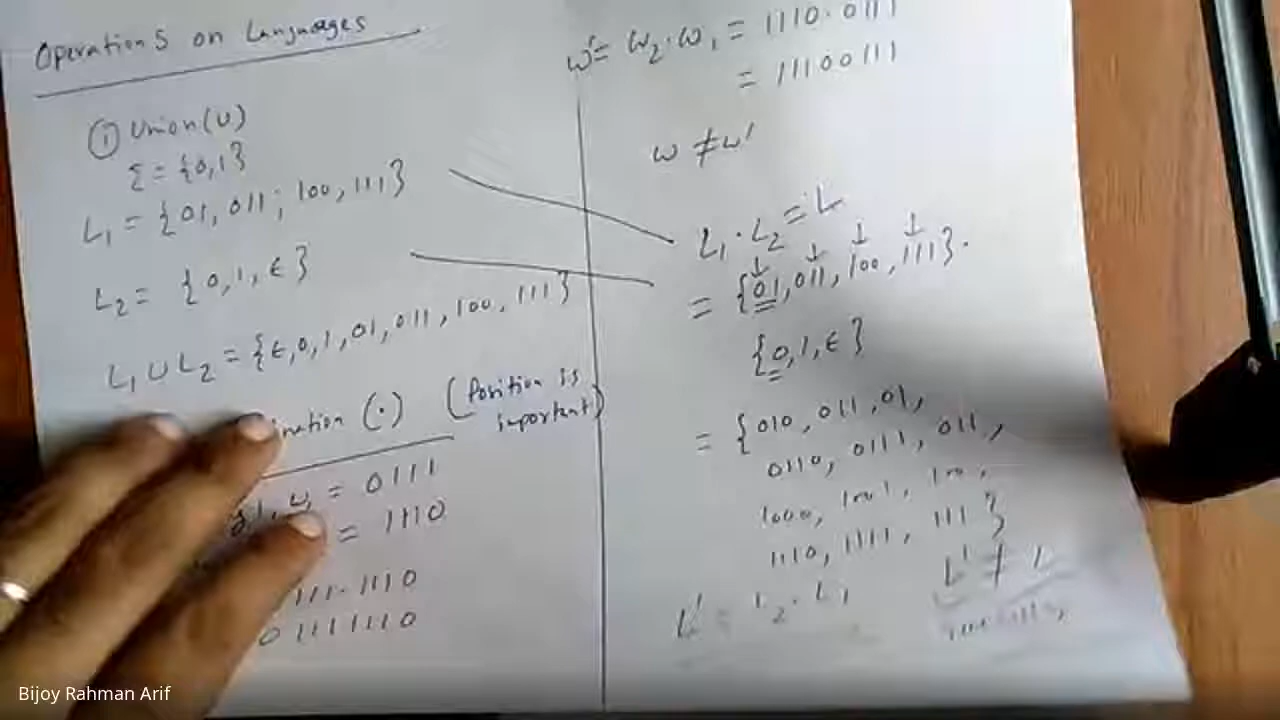 Operations on Languages
① Union(∪)
Σ = {0,1}
L₁ = {01, 011, 100, 111}
L₂ = {0, 1, ϵ}
L₁ ∪ L₂ = {ϵ, 0, 1, 01, 011, 100, 111}
(·) (Position is
important)
= 0111
= 1110
111·1110
01111110
w' = w₂·w₁ = 1110·0111
= 11100111
w ≠ w'
L₁·L₂ = L
= {01, 011, 100, 111}·
{0, 1, ϵ}
= {010, 011, 01,
0110, 0111, 011,
1000, 1001, 100,
1110, 1111, 111}
L' = L₂·L₁
L' ≠ L
Bijoy Rahman Arif